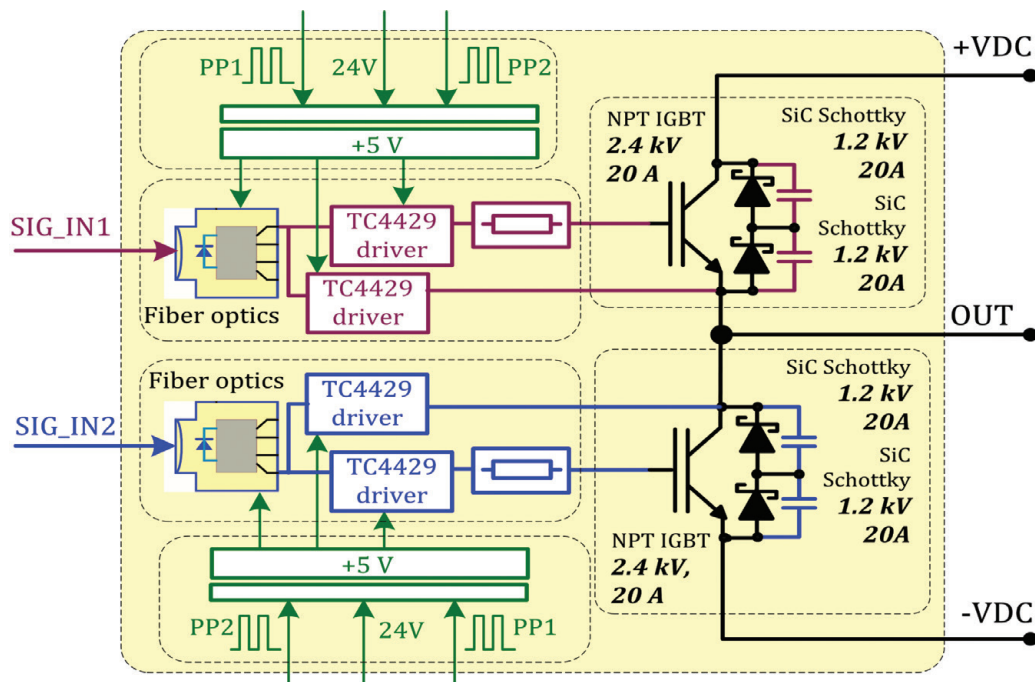 PP1
24V
PP2
+5 V
SIG_IN1
TC4429
driver
TC4429
driver
Fiber optics
NPT IGBT
2.4 kV
20 A
SiC Schottky
1.2 kV
20A
SiC
Schottky
1.2 kV
20A
+VDC
OUT
Fiber optics
SIG_IN2
TC4429
driver
TC4429
driver
+5 V
PP2
24V
PP1
NPT IGBT
2.4 kV,
20 A
SiC Schottky
1.2 kV
20A
SiC
Schottky
1.2 kV
20A
-VDC